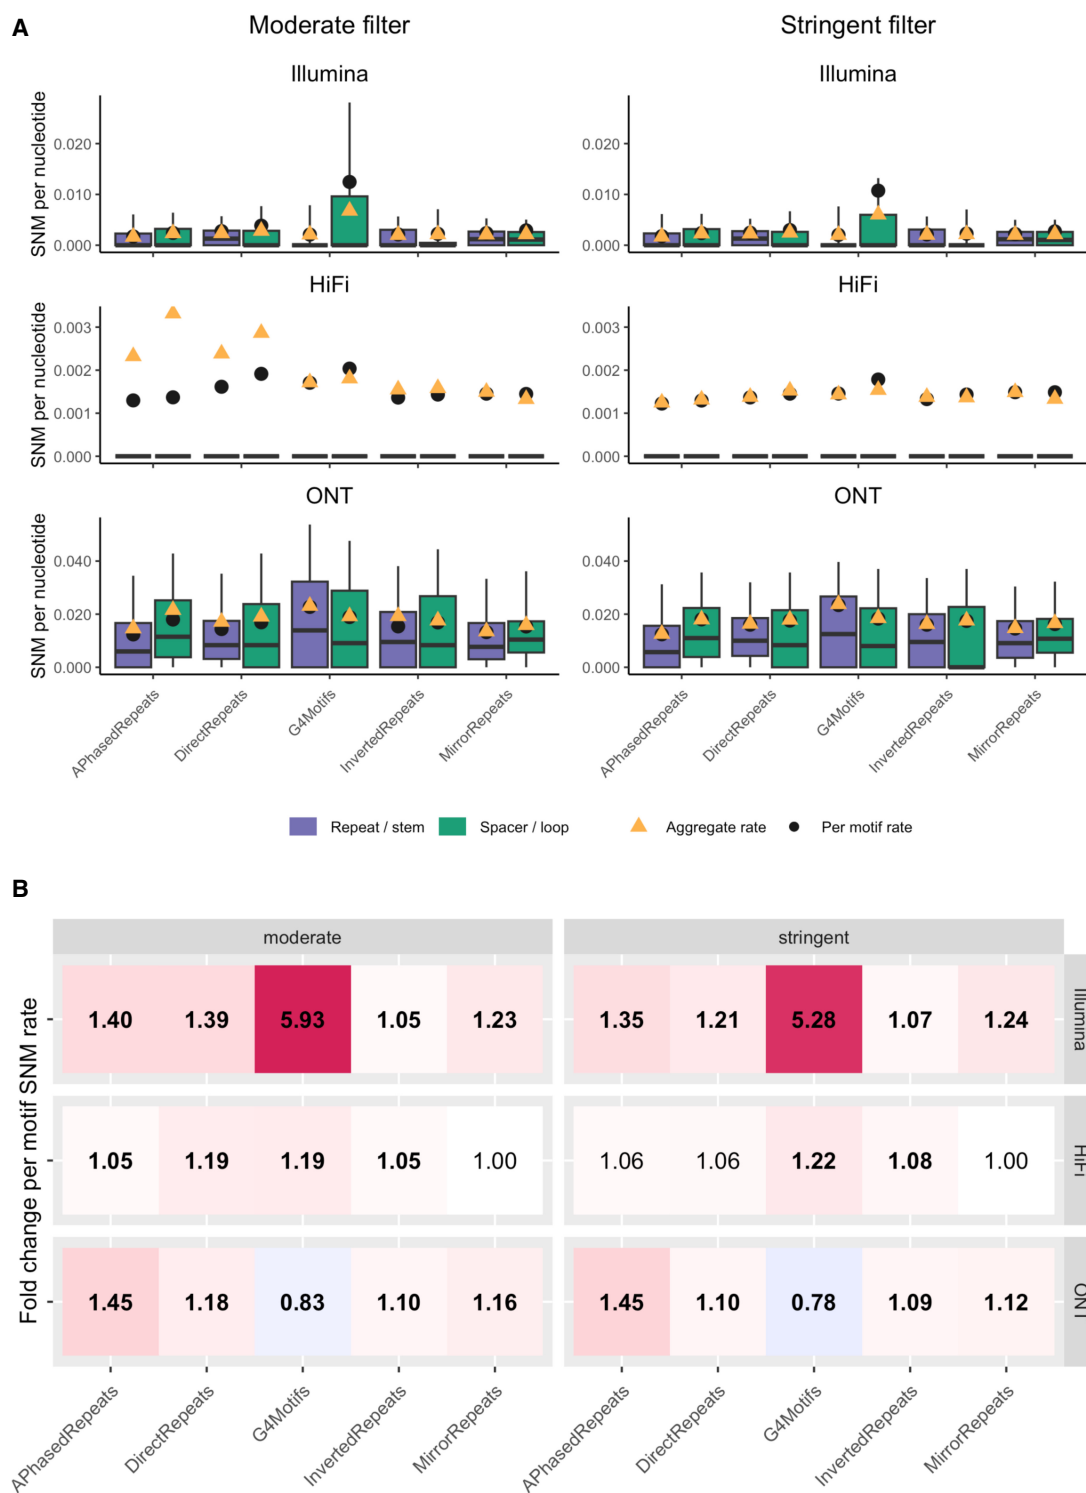 A
Moderate filter
Stringent filter
Illumina
Illumina
SNM per nucleotide
0.020
0.010
0.000
0.020
0.010
0.000
HiFi
HiFi
SNM per nucleotide
0.003
0.002
0.001
0.000
0.003
0.002
0.001
0.000
ONT
ONT
SNM per nucleotide
0.040
0.020
0.000
0.040
0.020
0.000
APhasedRepeats
DirectRepeats
G4Motifs
InvertedRepeats
MirrorRepeats
APhasedRepeats
DirectRepeats
G4Motifs
InvertedRepeats
MirrorRepeats
Repeat / stem
Spacer / loop
Aggregate rate
Per motif rate
B
moderate
stringent
Fold change per motif SNM rate
1.40 1.39 5.93 1.05 1.23
1.35 1.21 5.28 1.07 1.24
Illumina
1.05 1.19 1.19 1.05 1.00
1.06 1.06 1.22 1.08 1.00
HiFi
1.45 1.18 0.83 1.10 1.16
1.45 1.10 0.78 1.09 1.12
ONT
APhasedRepeats
DirectRepeats
G4Motifs
InvertedRepeats
MirrorRepeats
APhasedRepeats
DirectRepeats
G4Motifs
InvertedRepeats
MirrorRepeats